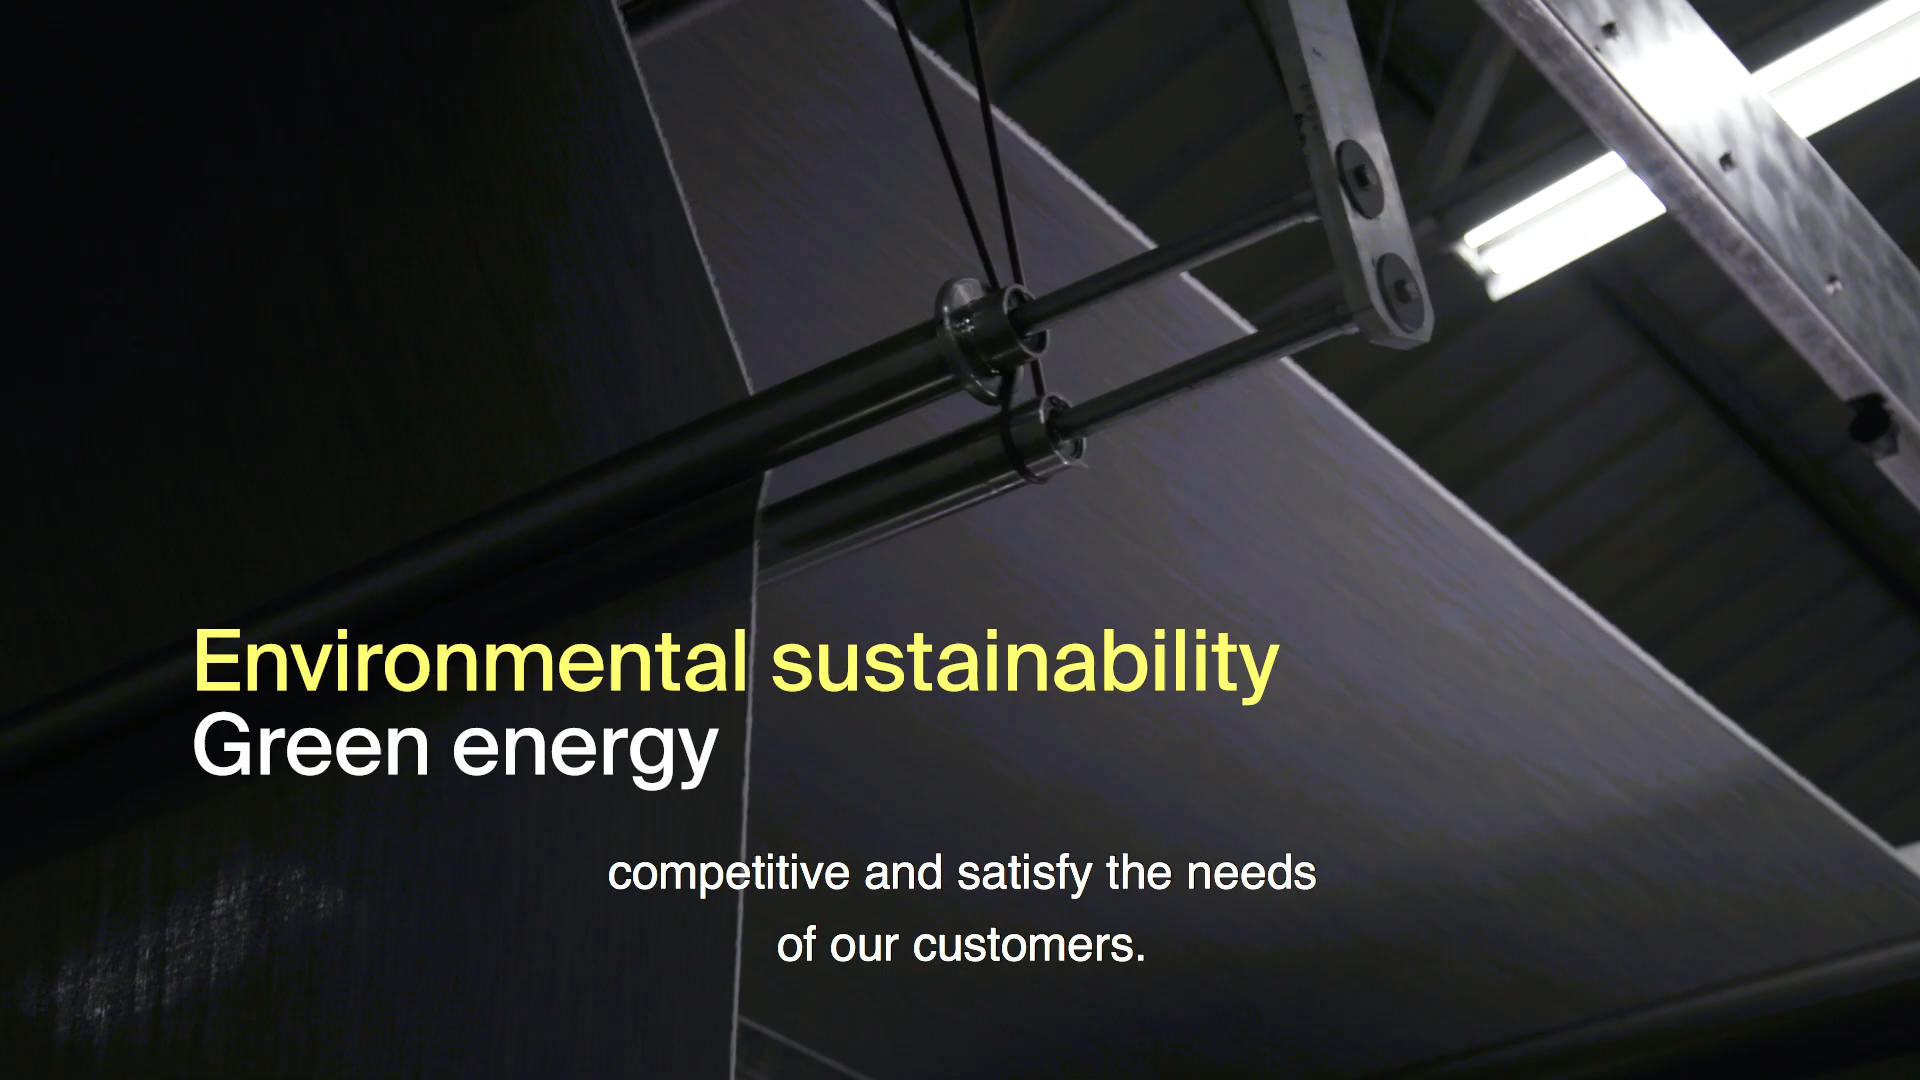 Environmental sustainability
Green energy
competitive and satisfy the needs
of our customers.